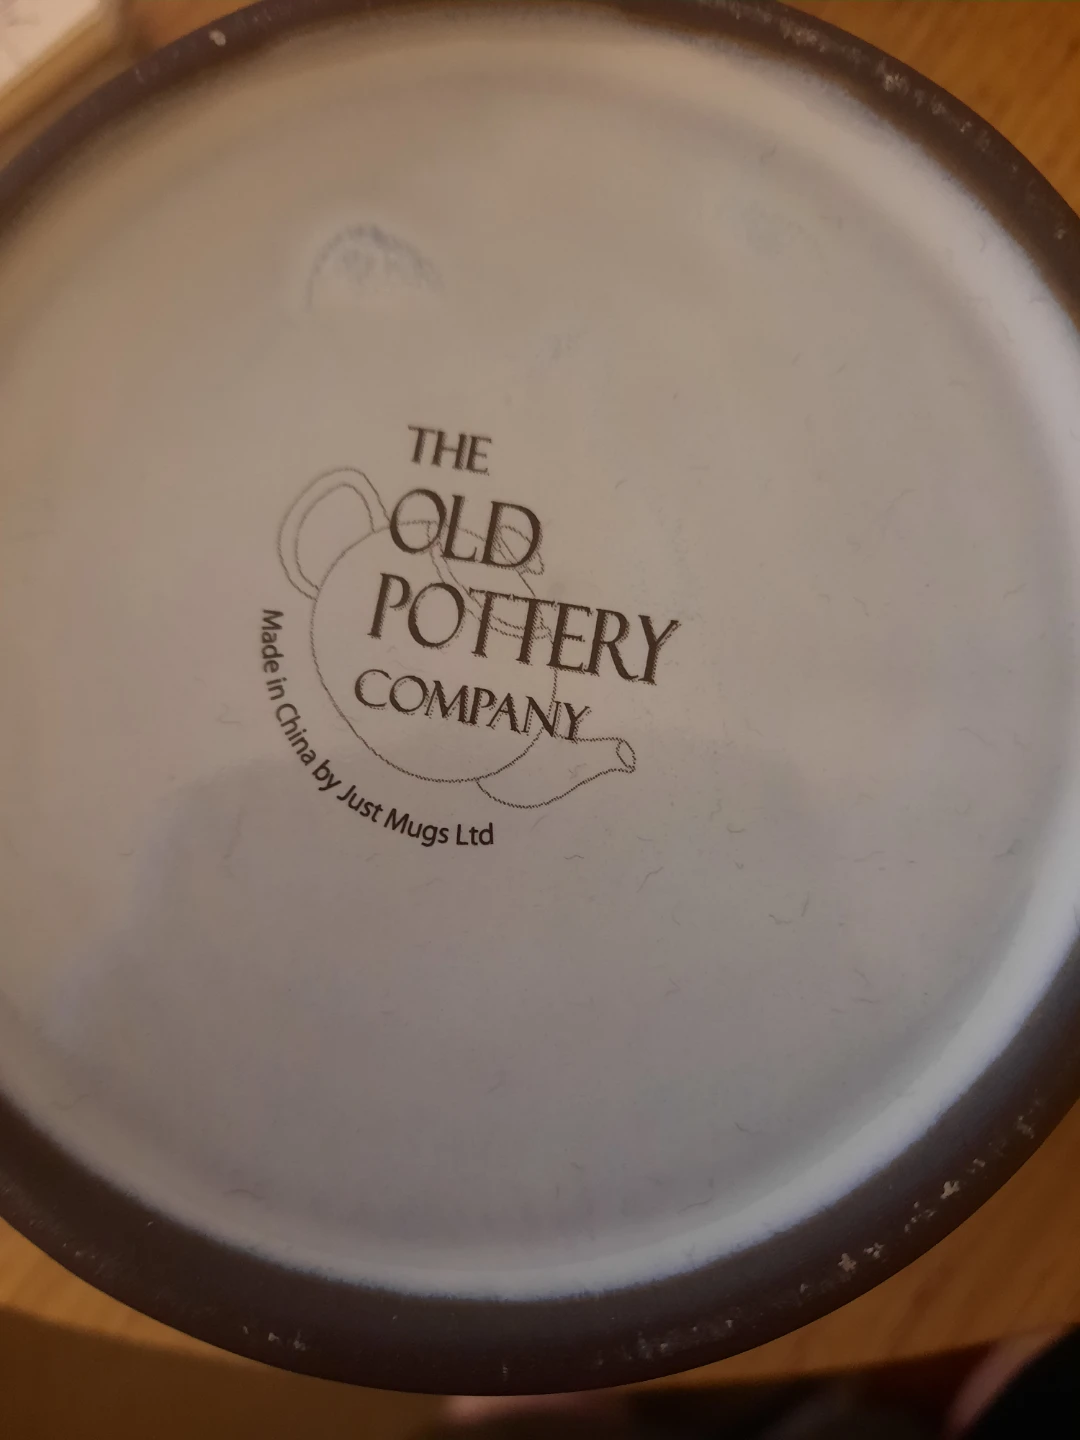 THE
OLD
POTTERY
COMPANY
Made in China by Just Mugs Ltd